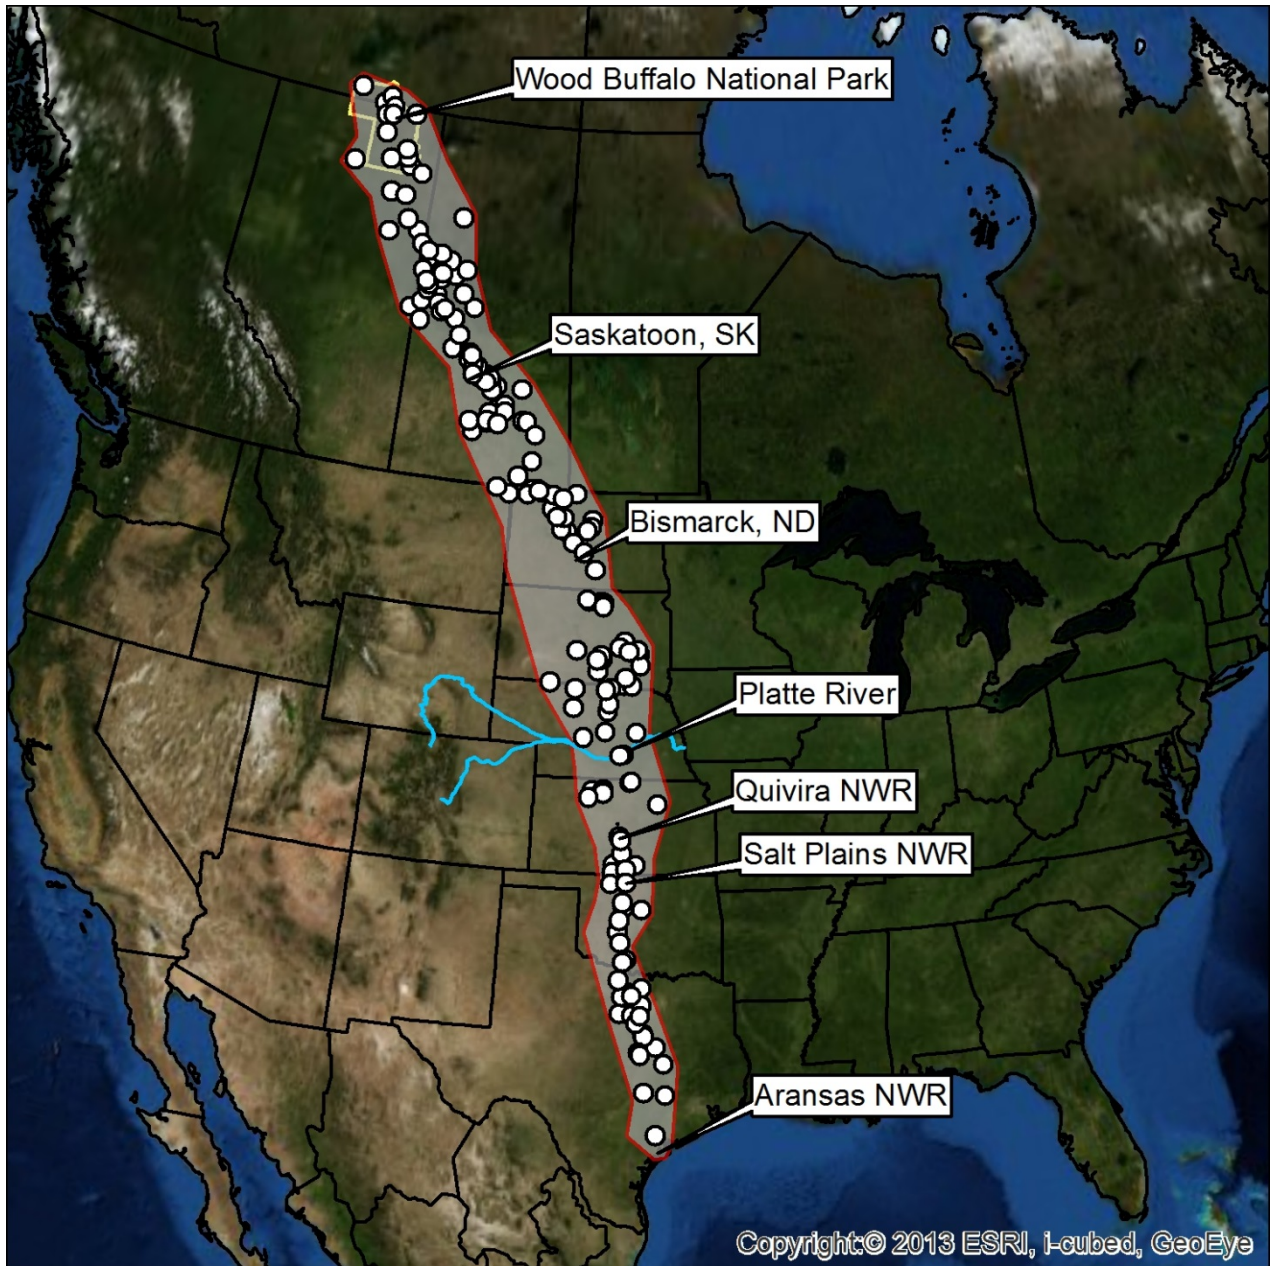 Wood Buffalo National Park
Saskatoon, SK
Bismarck, ND
Platte River
Quivira NWR
Salt Plains NWR
Aransas NWR
Copyright:© 2013 ESRI, i-cubed, GeoEye